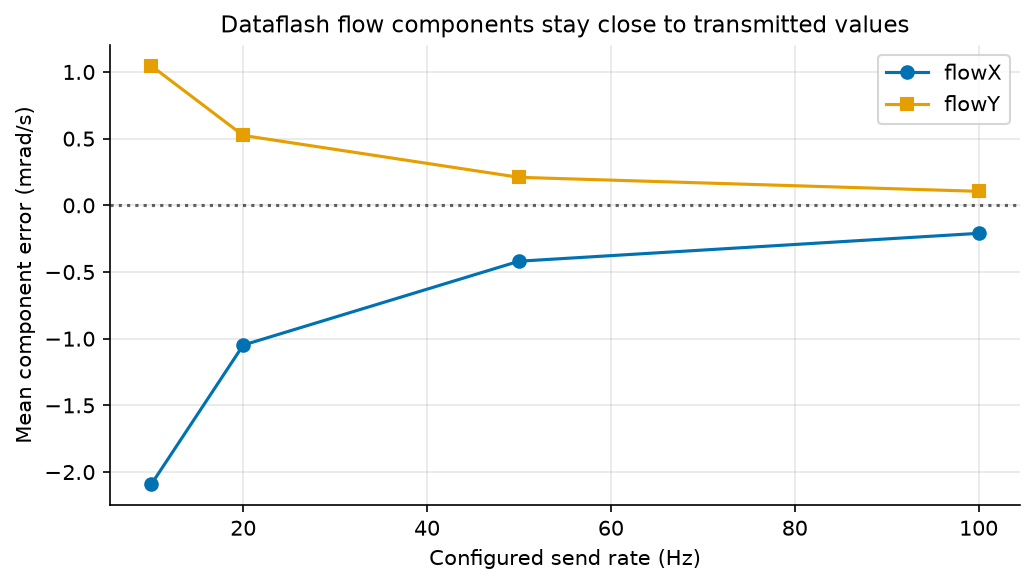 Dataflash flow components stay close to transmitted values
flowX
flowY
Mean component error (mrad/s)
1.0
0.5
0.0
−0.5
−1.0
−1.5
−2.0
20
40
60
80
100
Configured send rate (Hz)